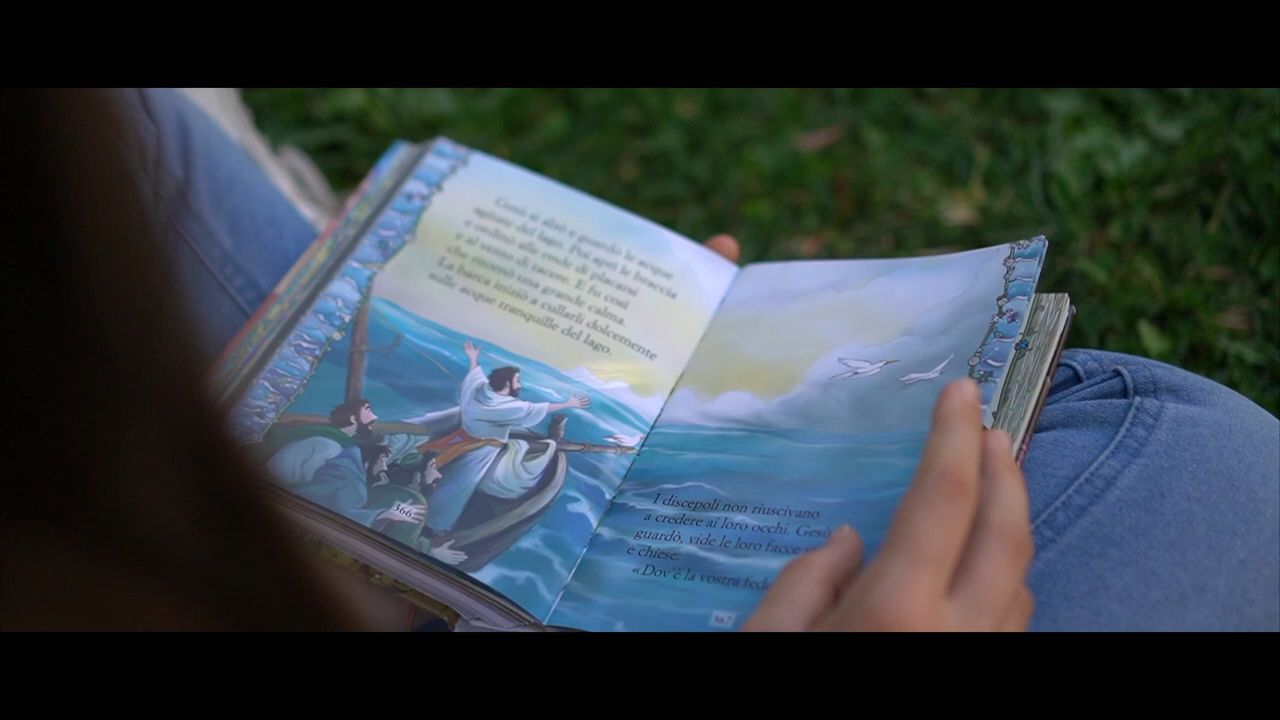 Gesù si alzò e guardò le acque
agitate del lago. Poi aprì le braccia
e ordinò alle onde di placarsi
e al vento di tacere. E fu così
che ritornò una grande calma.
La barca iniziò a cullarli dolcemente
sulle acque tranquille del lago.
366
I discepoli non riuscivano
a credere ai loro occhi. Gesù
guardò, vide le loro facce
e chiese:
«Dov'è la vostra fede
367